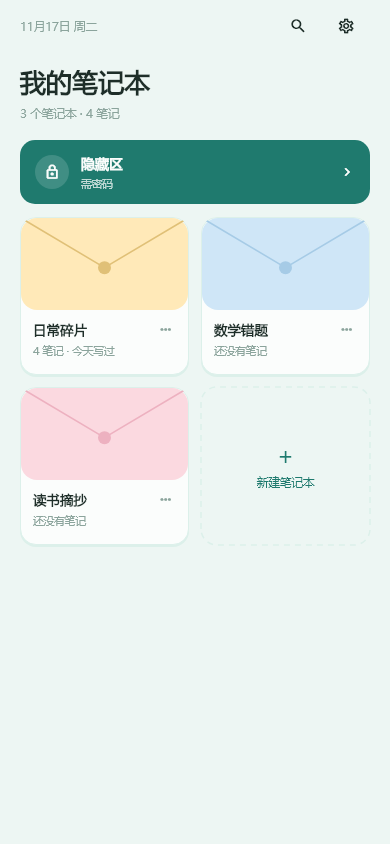 11月17日 周二
我的笔记本
3 个笔记本 · 4 笔记
隐藏区
需密码
日常碎片
4 笔记 · 今天写过
数学错题
还没有笔记
读书摘抄
还没有笔记
+
新建笔记本